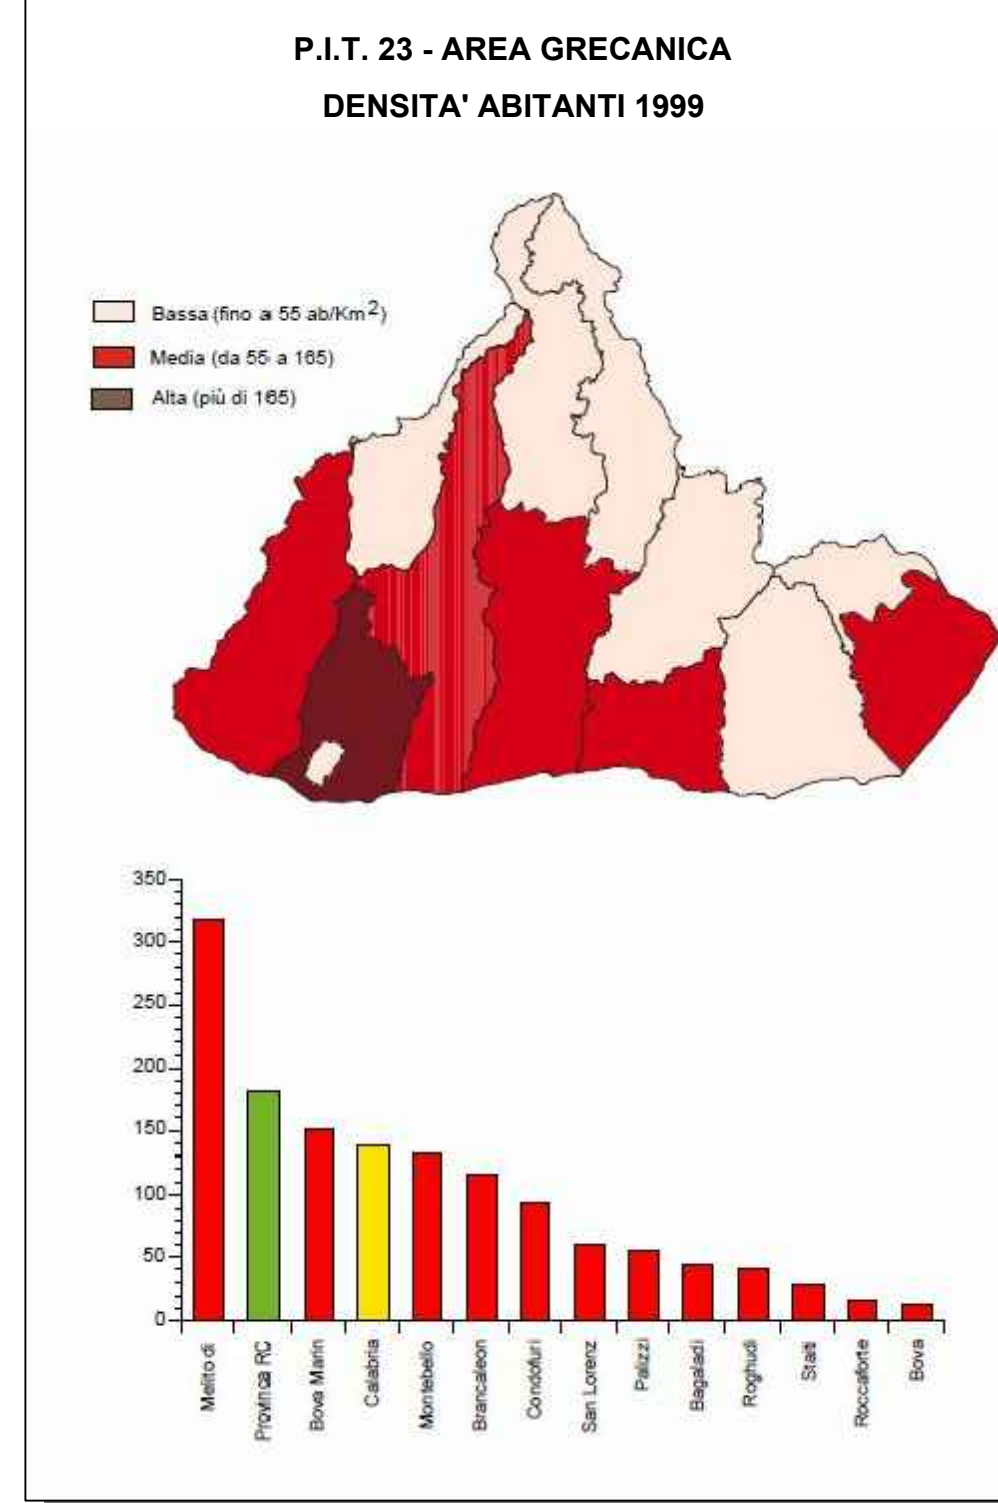 P.I.T. 23 - AREA GRECANICA
DENSITA' ABITANTI 1999
Bassa (fino a 55 ab/Km2)
Media (da 55 a 165)
Alta (più di 165)
350
300
250
200
150
100
50
0
Melito di
Provinca RC
Bova Marin
Calabria
Montebello
Brancaleon
Condofuri
San Lorenz
Palizzi
Bagaladi
Roghudi
Staiti
Roccaforte
Bova